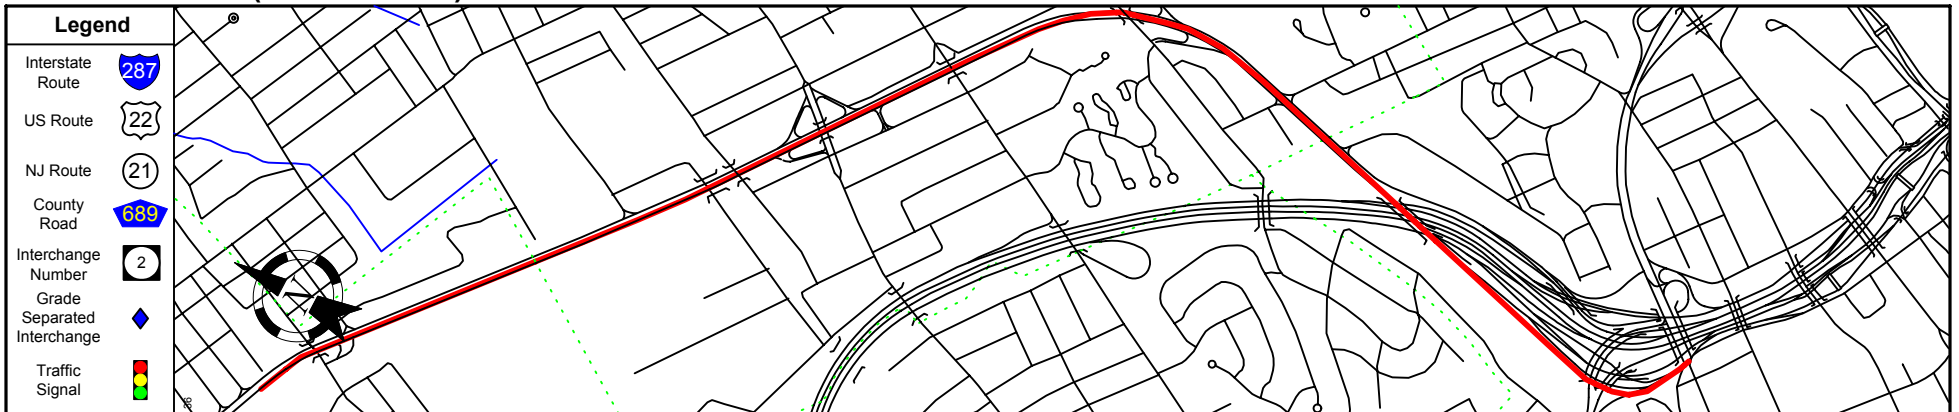 Legend
Interstate
Route
287
US Route
22
NJ Route
21
County
Road
689
Interchange
Number
2
Grade
Separated
Interchange
Traffic
Signal